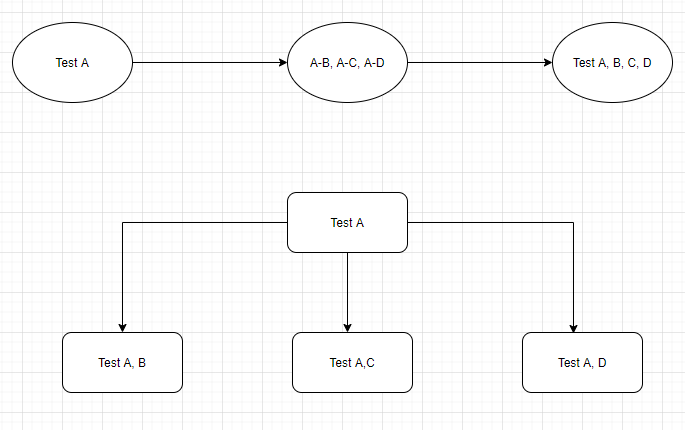 Test A
A-B, A-C, A-D
Test A, B, C, D
Test A
Test A, B
Test A,C
Test A, D